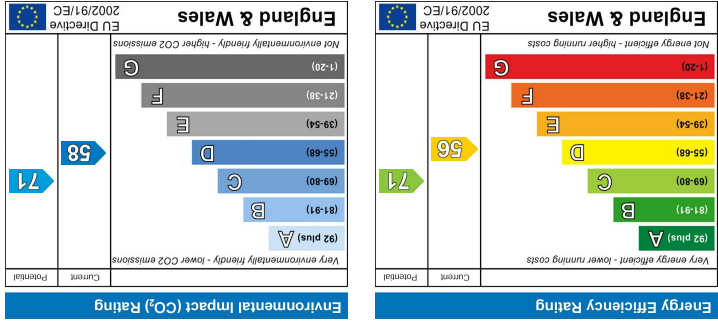 Energy Efficiency Rating
Current
Potential
Very energy efficient - lower running costs
(92 plus) A
(81-91) B
(69-80) C
(55-68) D
(39-54) E
(21-38) F
(1-20) G
56
71
Not energy efficient - higher running costs
England & Wales
EU Directive
2002/91/EC
Environmental Impact (CO₂) Rating
Current
Potential
Very environmentally friendly - lower CO2 emissions
(92 plus) A
(81-91) B
(69-80) C
(55-68) D
(39-54) E
(21-38) F
(1-20) G
58
71
Not environmentally friendly - higher CO2 emissions
England & Wales
EU Directive
2002/91/EC